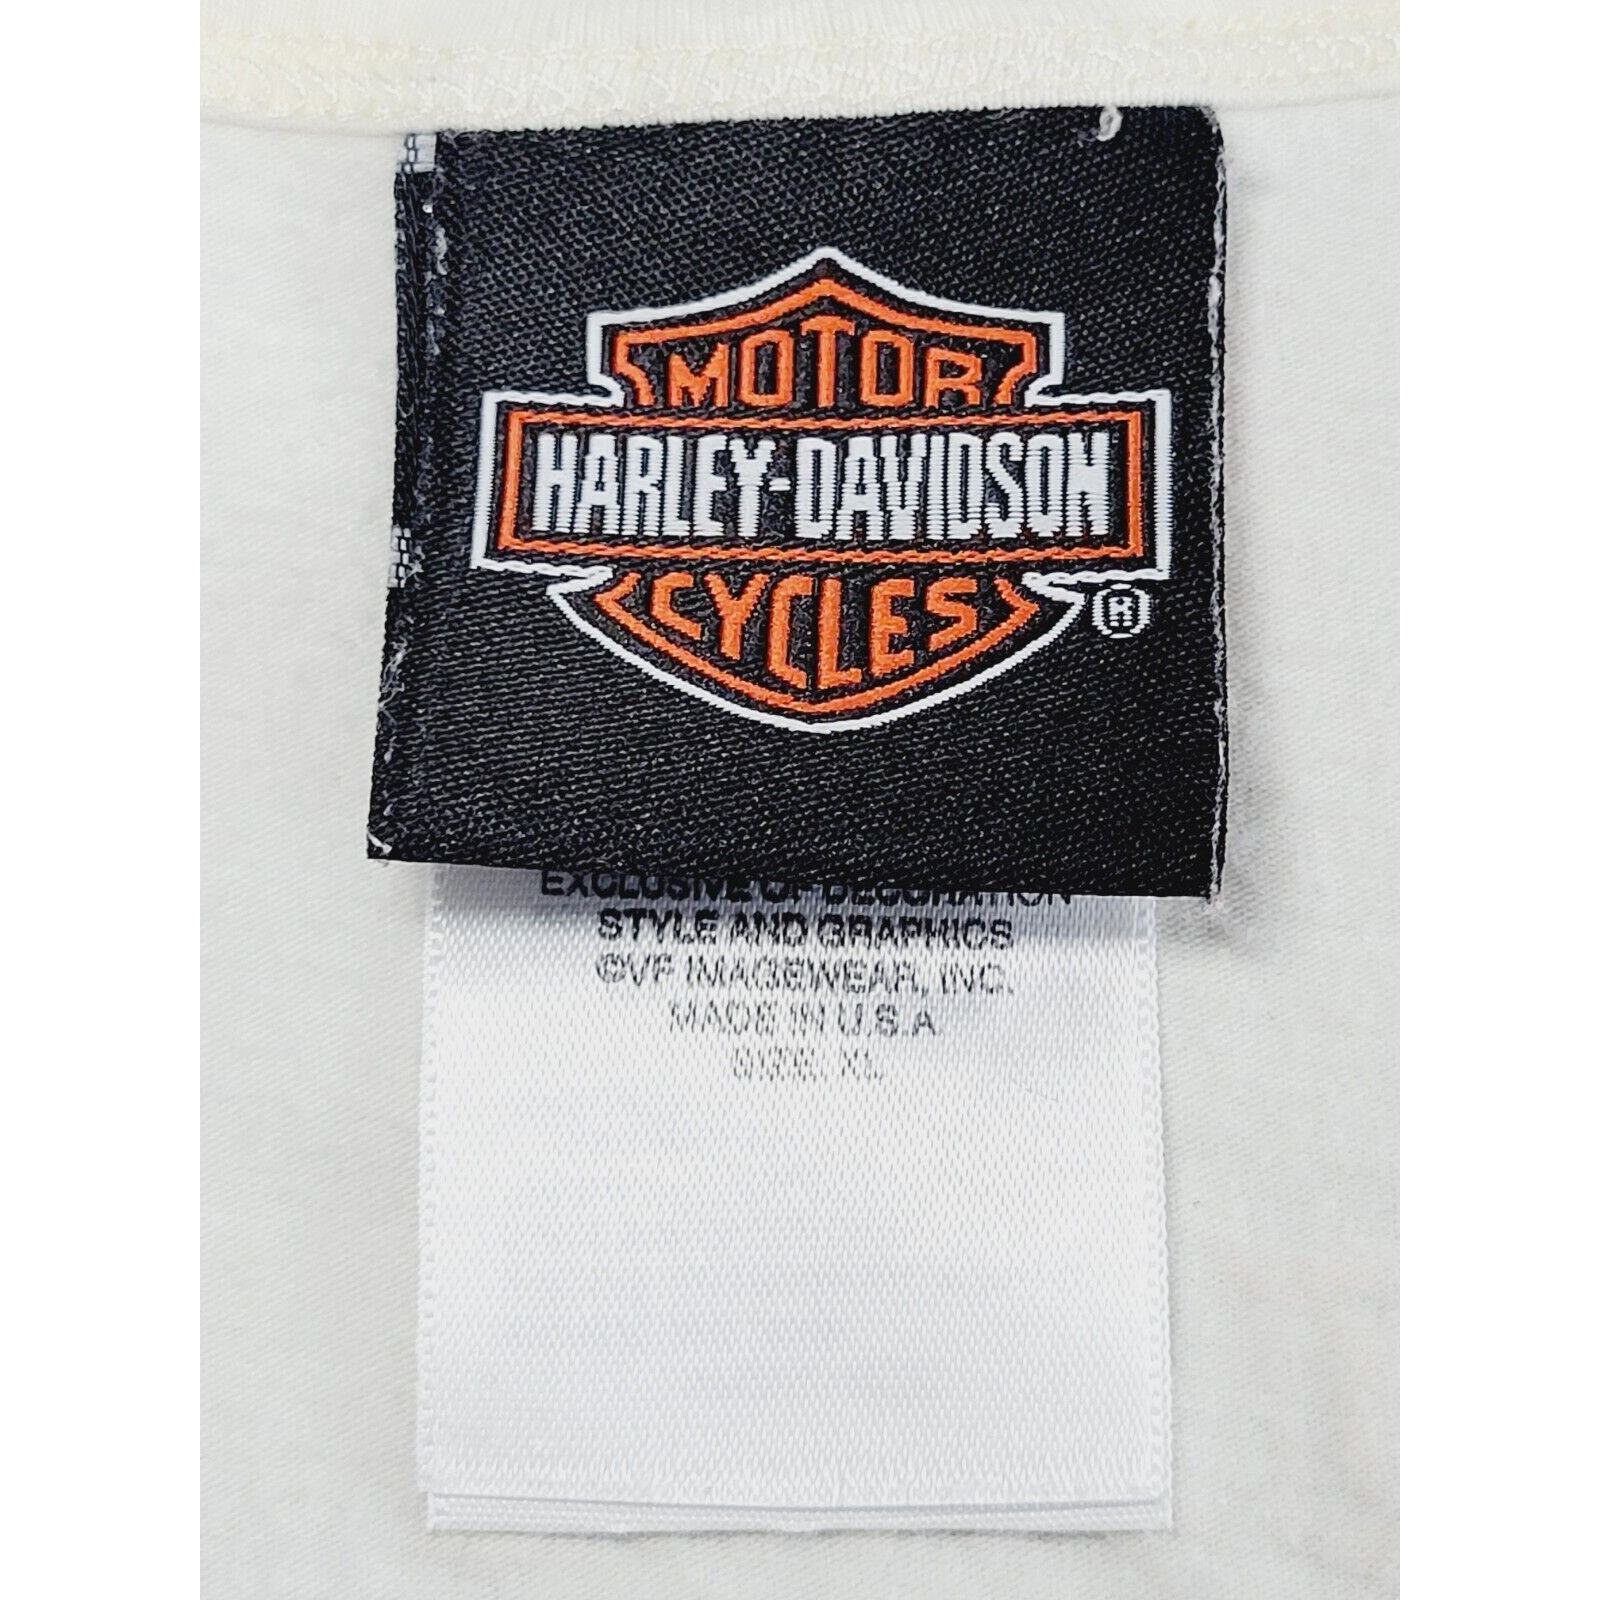 MOTOR
HARLEY-DAVIDSON
CYCLES
®
EXCLUSIVE OF DECORATION
STYLE AND GRAPHICS
©VF IMAGEWEAR, INC.
MADE IN U.S.A
SIZE XL